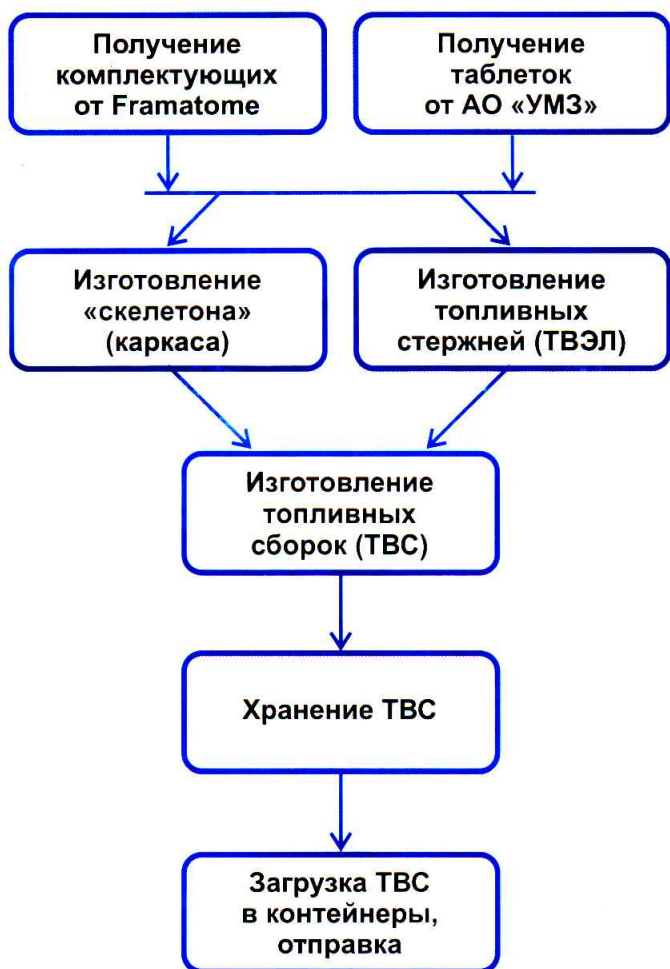 Получение
комплектующих
от Framatome
Получение
таблеток
от АО «УМЗ»
Изготовление
«скелетона»
(каркаса)
Изготовление
топливных
стержней (ТВЭЛ)
Изготовление
топливных
сборок (ТВС)
Хранение ТВС
Загрузка ТВС
в контейнеры,
отправка